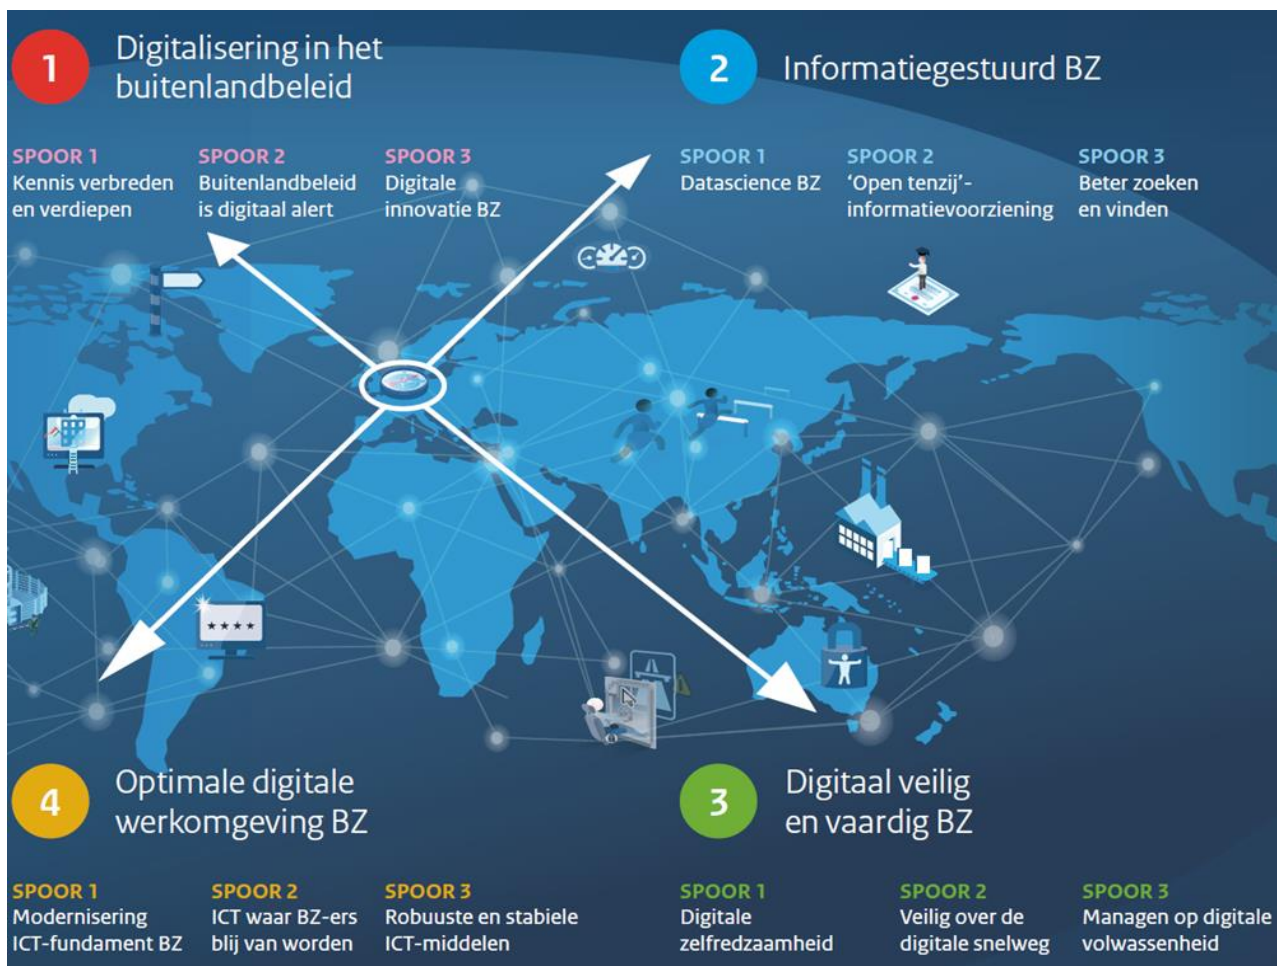 1
Digitalisering in het
buitenlandbeleid
SPOOR 1
Kennis verbreden
en verdiepen
SPOOR 2
Buitenlandbeleid
is digitaal alert
SPOOR 3
Digitale
innovatie BZ
2
Informatiegestuurd BZ
SPOOR 1
Datascience BZ
SPOOR 2
‘Open tenzij’-
informatievoorziening
SPOOR 3
Beter zoeken
en vinden
****
4
Optimale digitale
werkomgeving BZ
SPOOR 1
Modernisering
ICT-fundament BZ
SPOOR 2
ICT waar BZ-ers
blij van worden
SPOOR 3
Robuuste en stabiele
ICT-middelen
3
Digitaal veilig
en vaardig BZ
SPOOR 1
Digitale
zelfredzaamheid
SPOOR 2
Veilig over de
digitale snelweg
SPOOR 3
Managen op digitale
volwassenheid